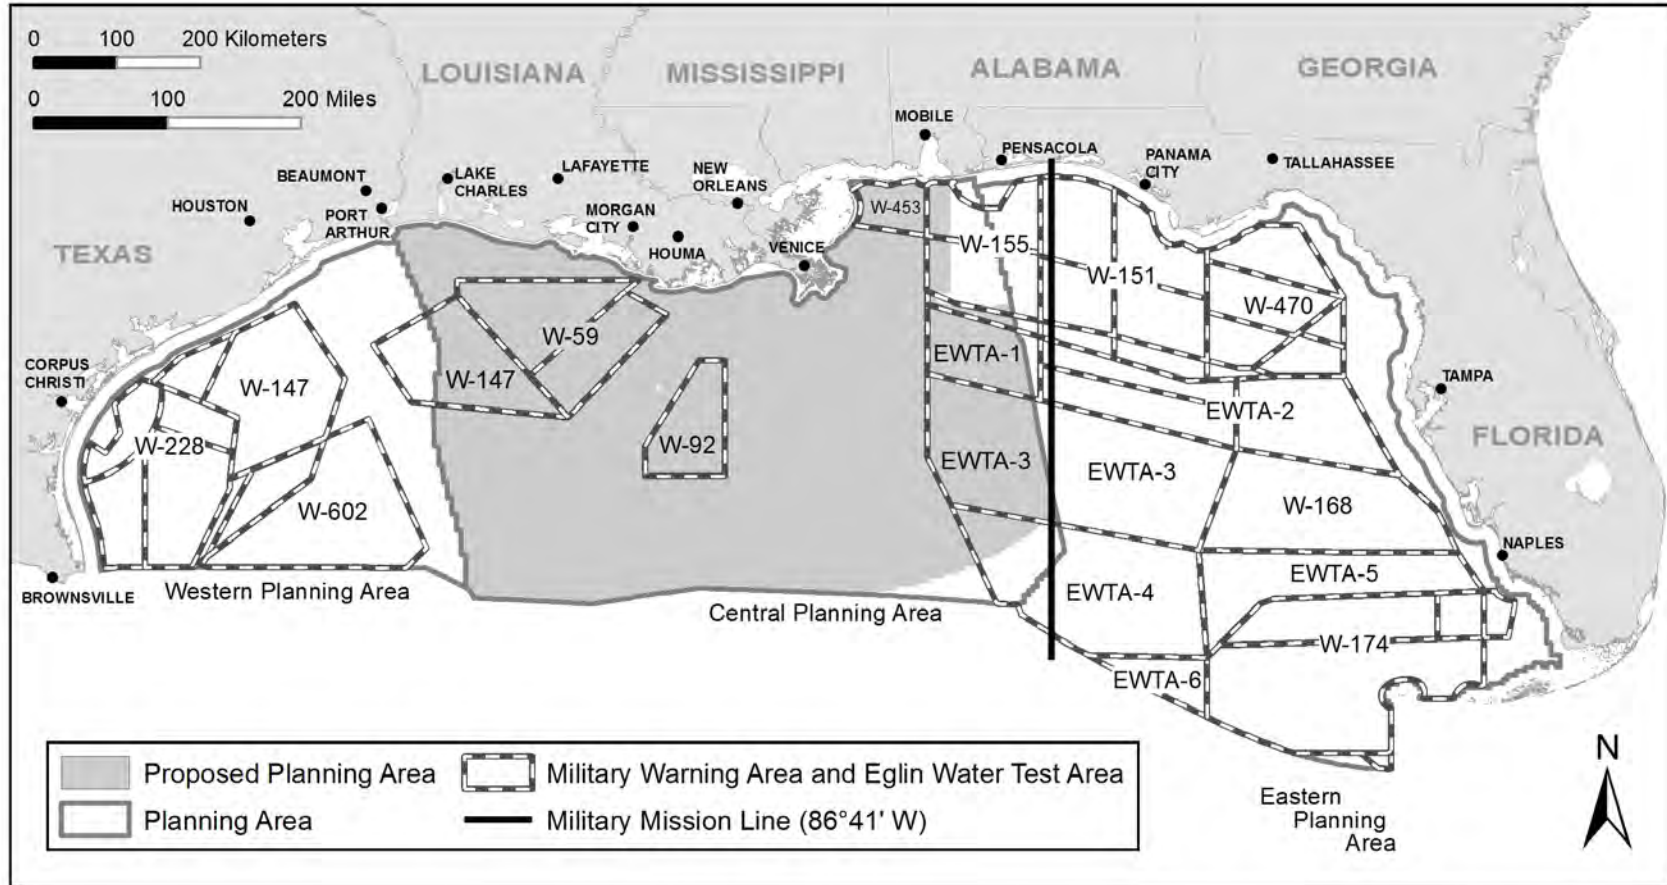 0 100 200 Kilometers
0 100 200 Miles
LOUISIANA
MISSISSIPPI
ALABAMA
GEORGIA
TEXAS
FLORIDA
MOBILE
PENSACOLA
PANAMA
CITY
TALLAHASSEE
BEAUMONT
LAKE
CHARLES
LAFAYETTE
NEW
ORLEANS
HOUSTON
PORT
ARTHUR
MORGAN
CITY
HOUMA
VENICE
CORPUS
CHRISTI
TAMPA
NAPLES
BROWNSVILLE
W-453
W-155
W-151
W-470
W-59
W-147
W-147
W-92
W-228
W-602
EWTA-1
EWTA-2
EWTA-3
EWTA-3
W-168
EWTA-5
EWTA-4
W-174
EWTA-6
Western Planning Area
Central Planning Area
Eastern
Planning
Area
N
Proposed Planning Area
Planning Area
Military Warning Area and Eglin Water Test Area
Military Mission Line (86°41' W)